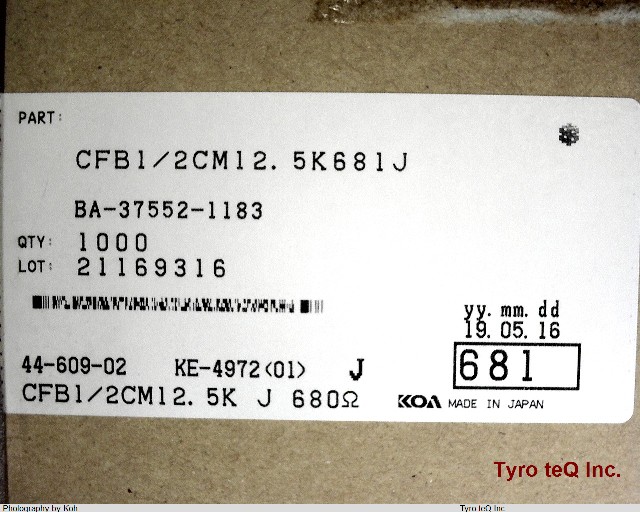 PART:
CFB1/2CM12.5K681J
BA-37552-1183
QTY: 1000
LOT: 21169316
yy. mm. dd
19. 05. 16
681
44-609-02 KE-4972<01> J
CFB1/2CM12.5K J 680Ω KOA MADE IN JAPAN
Tyro teQ Inc.
Photography by Koh Tyro teQ Inc